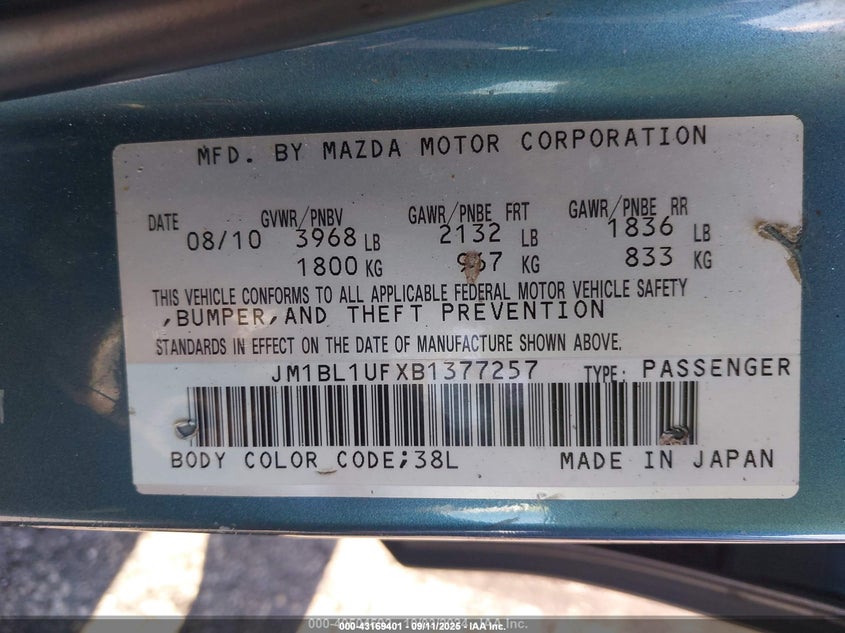 MFD. BY MAZDA MOTOR CORPORATION
DATE GVWR/PNBV GAWR/PNBE FRT GAWR/PNBE RR
08/10 3968 LB 2132 LB 1836 LB
1800 KG 967 KG 833 KG
THIS VEHICLE CONFORMS TO ALL APPLICABLE FEDERAL MOTOR VEHICLE SAFETY
,BUMPER,AND THEFT PREVENTION
STANDARDS IN EFFECT ON THE DATE OF MANUFACTURE SHOWN ABOVE.
JM1BL1UFXB1377257 TYPE: PASSENGER
BODY COLOR CODE;38L MADE IN JAPAN
000-43169401 - 09/11/2025 - IAA Inc.